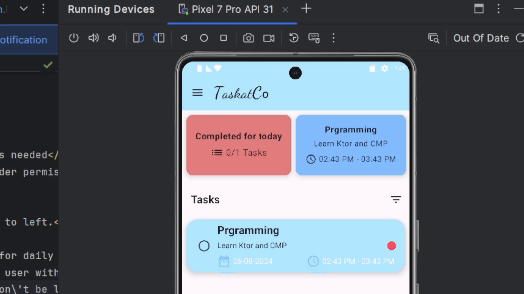 Running Devices
Pixel 7 Pro API 31
otification
Out Of Date
TaskatCo
Completed for today
0/1 Tasks
Prgramming
Learn Ktor and CMP
02:43 PM - 03:43 PM
Tasks
Prgramming
Learn Ktor and CMP
26-08-2024
02:43 PM - 03:43 PM
s needed</
der permis
to left.<
for daily
user with
on\'t be l